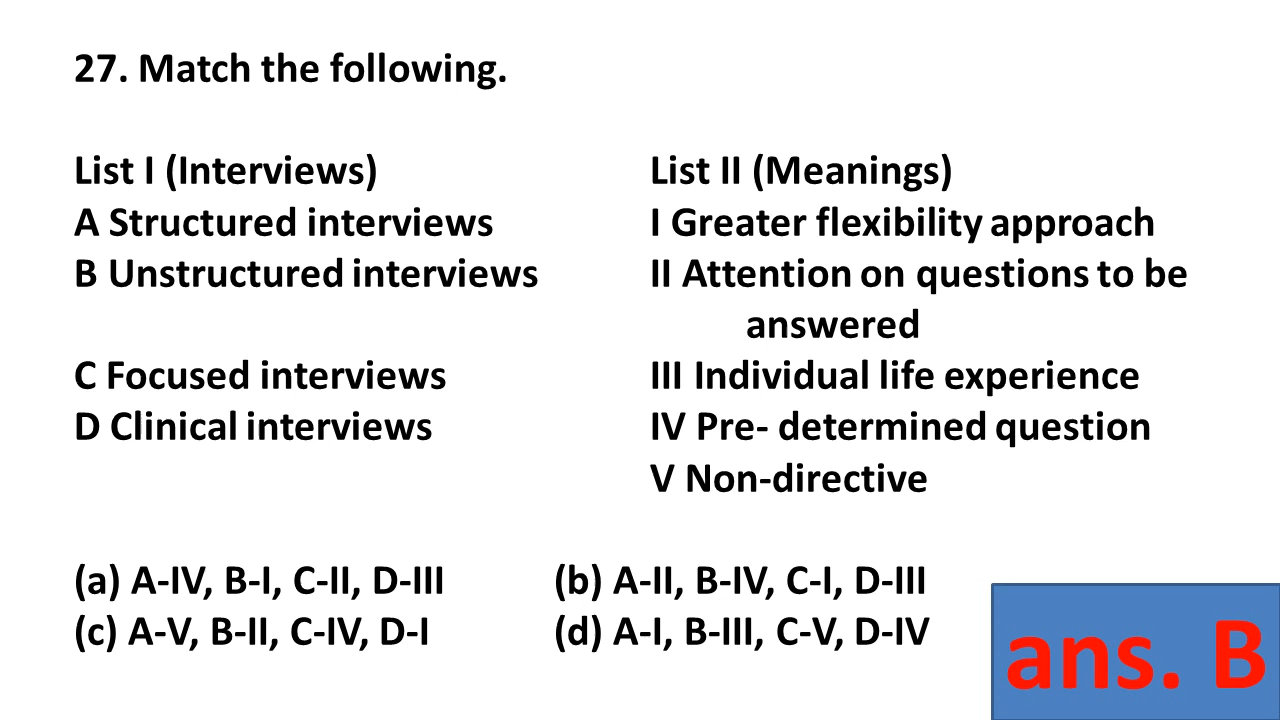 27. Match the following.
List I (Interviews) List II (Meanings)
A Structured interviews I Greater flexibility approach
B Unstructured interviews II Attention on questions to be
answered
C Focused interviews III Individual life experience
D Clinical interviews IV Pre- determined question
V Non-directive
(a) A-IV, B-I, C-II, D-III (b) A-II, B-IV, C-I, D-III
(c) A-V, B-II, C-IV, D-I (d) A-I, B-III, C-V, D-IV
ans. B